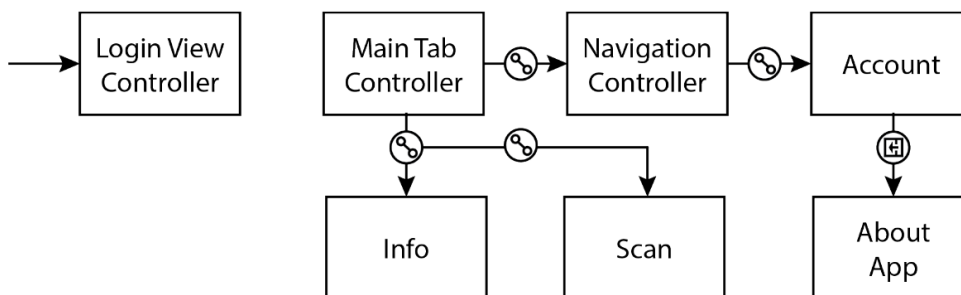 Login View
Controller
Main Tab
Controller
Navigation
Controller
Account
Info
Scan
About
App